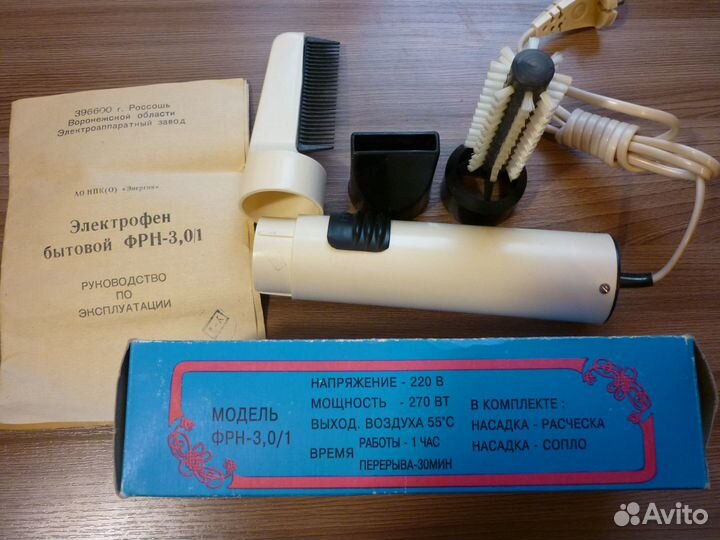 396600 г. Россошь
Воронежской области
Электроаппаратный завод
АО НПК(О) «Энергия»
Электрофен
бытовой ФРН-3,0/1
РУКОВОДСТВО
ПО
ЭКСПЛУАТАЦИИ
МОДЕЛЬ
ФРН-3,0/1
НАПРЯЖЕНИЕ - 220 В
МОЩНОСТЬ - 270 ВТ
ВЫХОД. ВОЗДУХА 55°С
ВРЕМЯ РАБОТЫ - 1 ЧАС
ПЕРЕРЫВА-30МИН
В КОМПЛЕКТЕ :
НАСАДКА - РАСЧЕСКА
НАСАДКА - СОПЛО
Avito